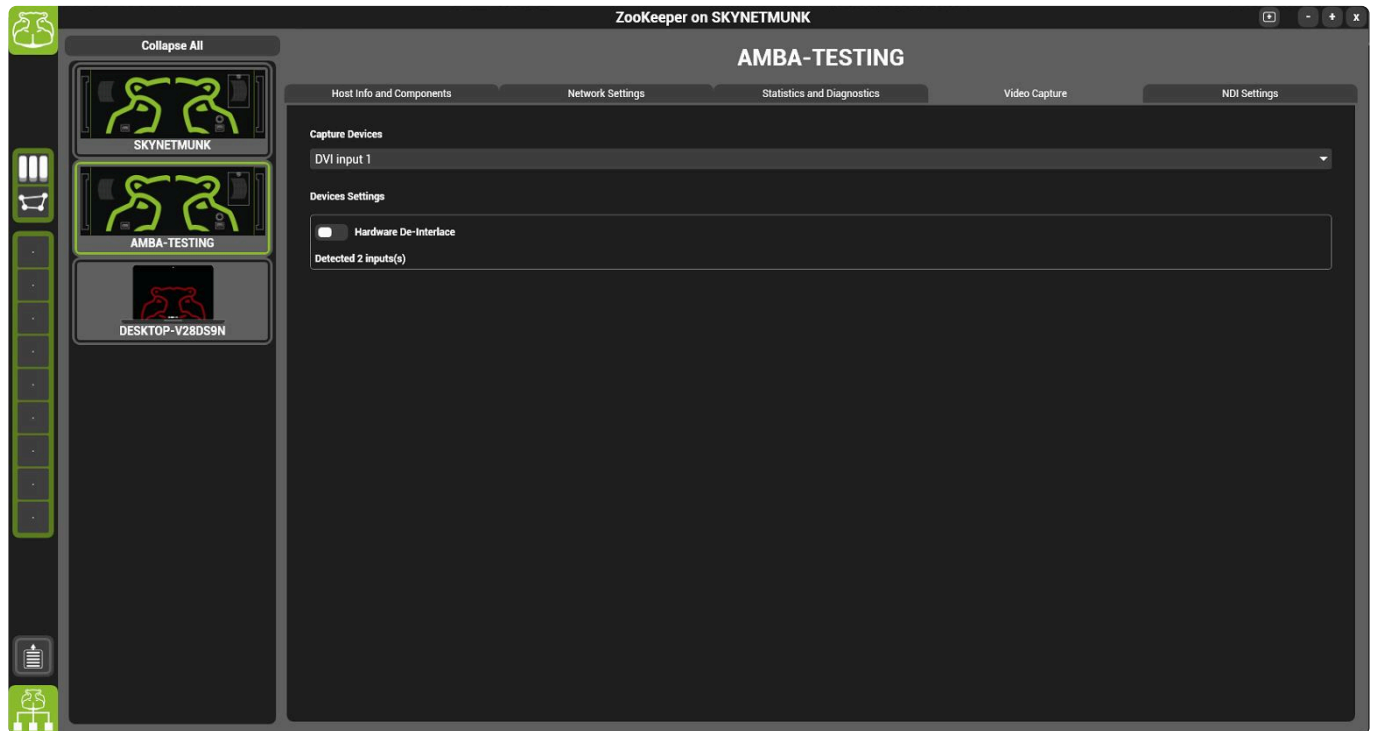 ZooKeeper on SKYNETMUNK
- + x
Collapse All
AMBA-TESTING
Host Info and Components
Network Settings
Statistics and Diagnostics
Video Capture
NDI Settings
SKYNETMUNK
AMBA-TESTING
DESKTOP-V28DS9N
Capture Devices
DVI input 1
Devices Settings
Hardware De-Interlace
Detected 2 inputs(s)